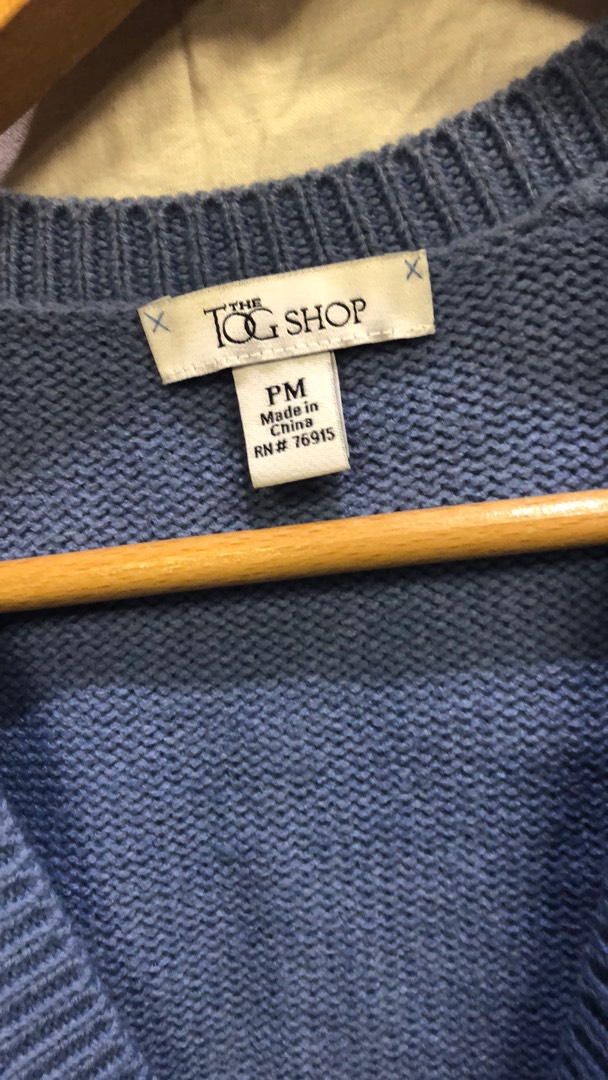 THE
TOG SHOP
PM
Made in
China
RN# 76915